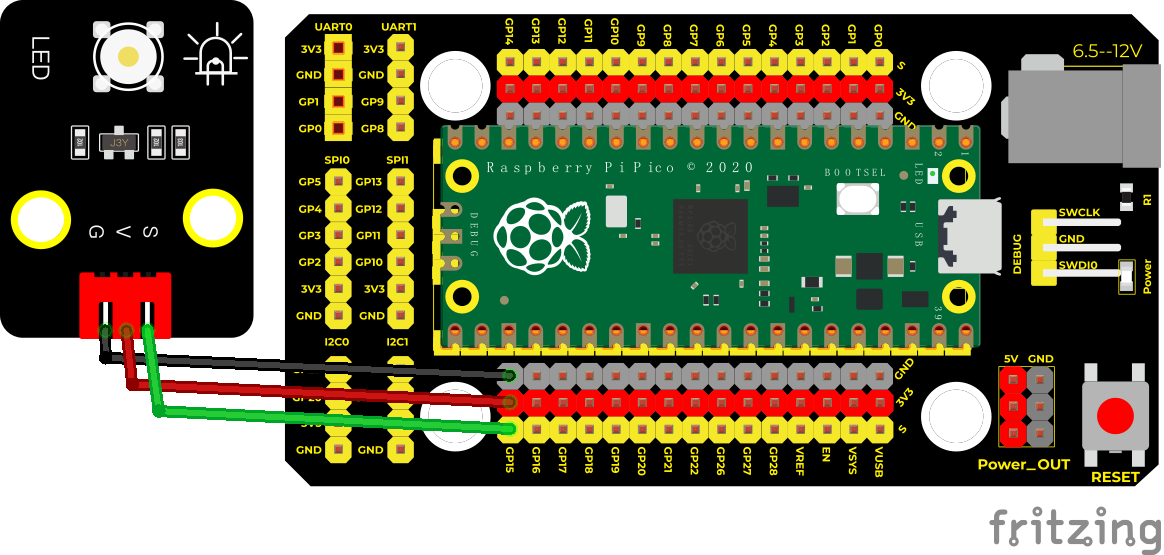 LED
J3Y
G
V
S
UART0
UART1
3V3
3V3
GND
GND
GP1
GP9
GP0
GP8
SPI0
SPI1
GP5
GP13
GP4
GP12
GP3
GP11
GP2
GP10
3V3
3V3
GND
GND
I2C0
I2C1
GND
GND
GP14
GP13
GP12
GP11
GP10
GP9
GP8
GP7
GP6
GP5
GP4
GP3
GP2
GP1
GP0
S
3V3
GND
Raspberry Pi Pico © 2020
BOOTSEL
LED
2
1
DEBUG
USB
39
GND
3V3
S
GP15
GP16
GP17
GP18
GP19
GP20
GP21
GP22
GP26
GP27
GP28
VREF
EN
VSYS
VUSB
6.5--12V
R1
DEBUG
SWCLK
GND
SWDI0
Power
5V GND
Power_OUT
RESET
fritzing